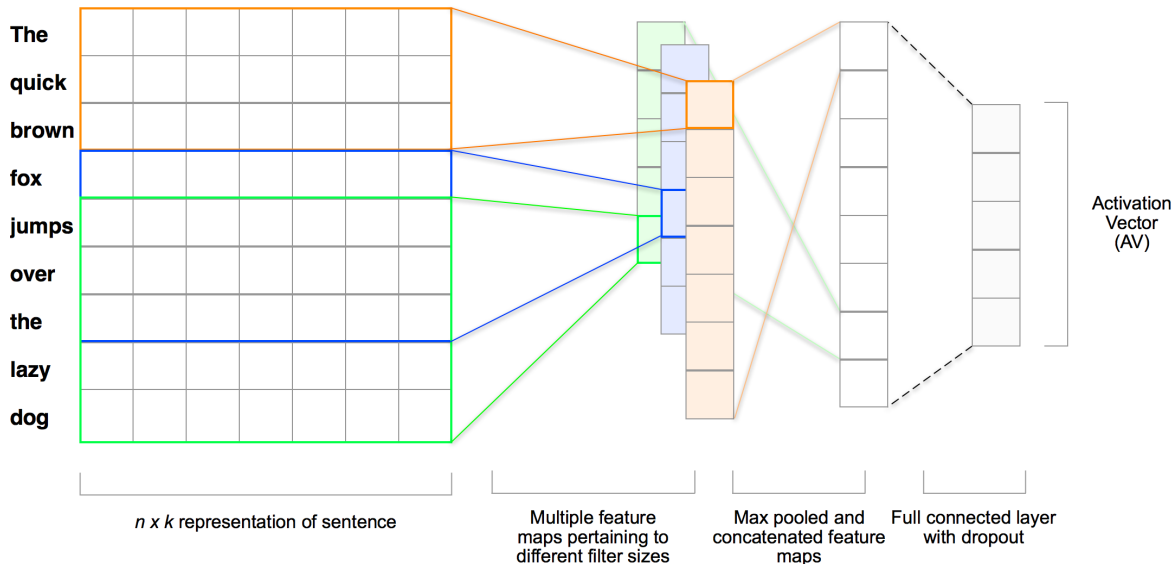 The
quick
brown
fox
jumps
over
the
lazy
dog
Activation
Vector
(AV)
n x k representation of sentence
Multiple feature
maps pertaining to
different filter sizes
Max pooled and
concatenated feature
maps
Full connected layer
with dropout